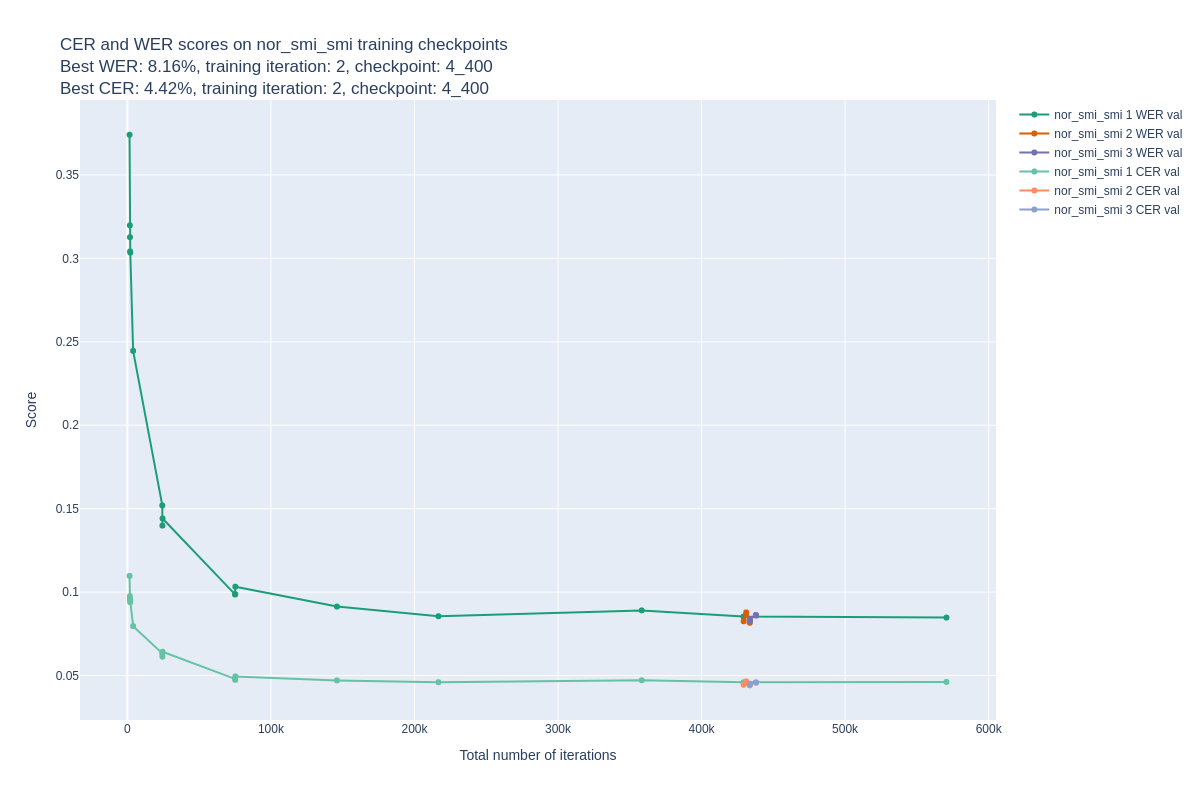 CER and WER scores on nor_smi_smi training checkpoints
Best WER: 8.16%, training iteration: 2, checkpoint: 4_400
Best CER: 4.42%, training iteration: 2, checkpoint: 4_400
nor_smi_smi 1 WER val
nor_smi_smi 2 WER val
nor_smi_smi 3 WER val
nor_smi_smi 1 CER val
nor_smi_smi 2 CER val
nor_smi_smi 3 CER val
0.35
0.3
0.25
0.2
0.15
0.1
0.05
Score
0
100k
200k
300k
400k
500k
600k
Total number of iterations